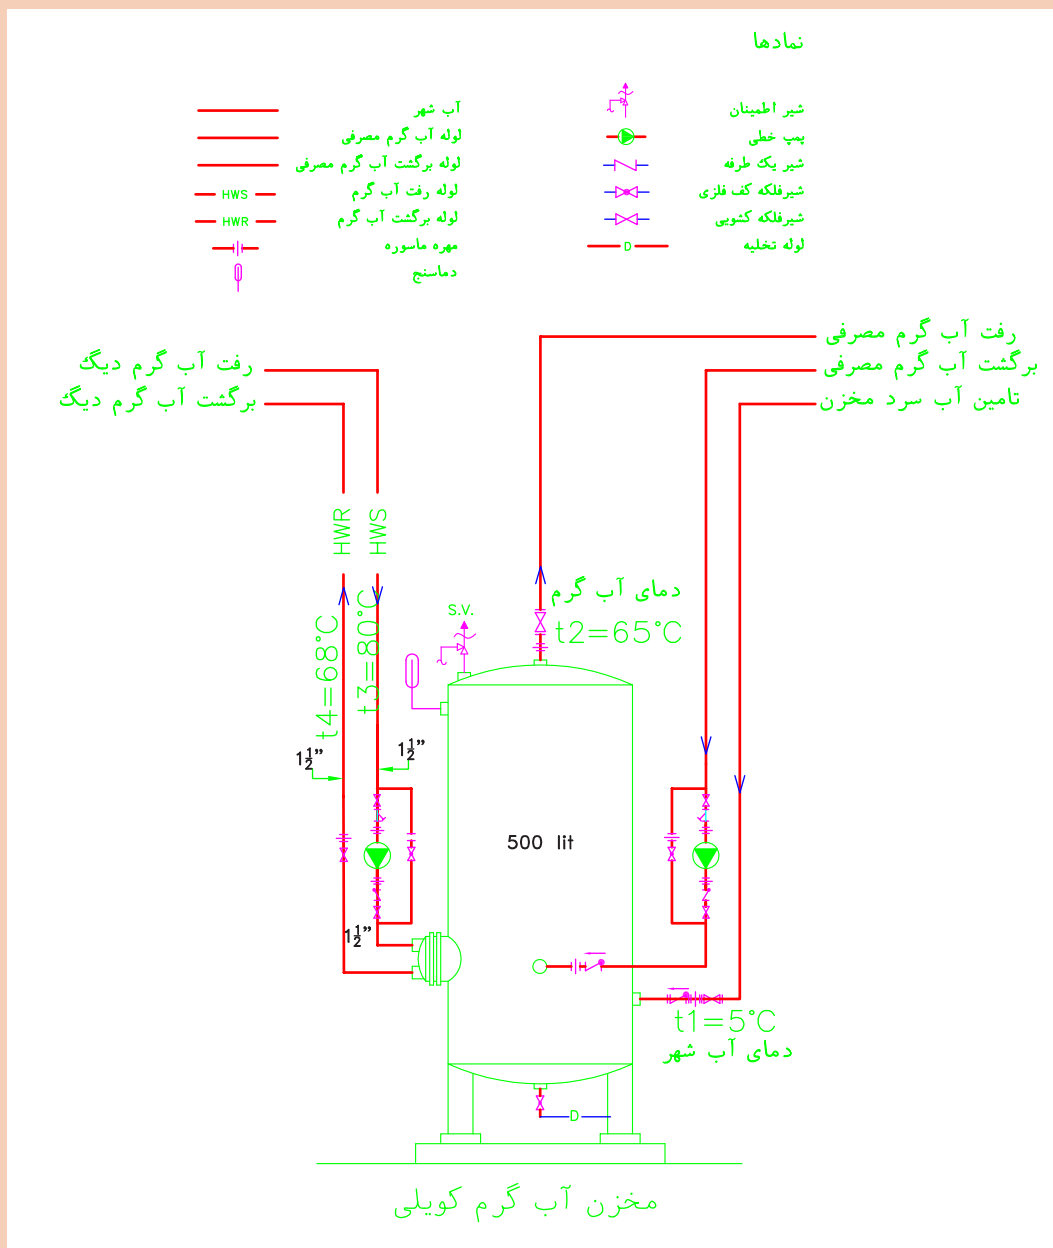 نمادها
شیر اطمینان
پمپ خطی
شیر یک طرفه
شیرفلکه کف فلزی
شیرفلکه کشویی
لوله تخلیه
D
آب شهر
لوله آب گرم مصرفی
لوله برگشت آب گرم مصرفی
لوله رفت آب گرم
HWS
لوله برگشت آب گرم
HWR
مهره ماسوره
دماسنج
رفت آب گرم مصرفی
برگشت آب گرم مصرفی
تامین آب سرد مخزن
رفت آب گرم دیگ
برگشت آب گرم دیگ
HWR
HWS
دمای آب گرم
t2=65°C
S.V.
t4=68°C
t3=80°C
1½”
1½”
500 lit
1½”
t1=5°C
دمای آب شهر
D
مخزن آب گرم کویلی